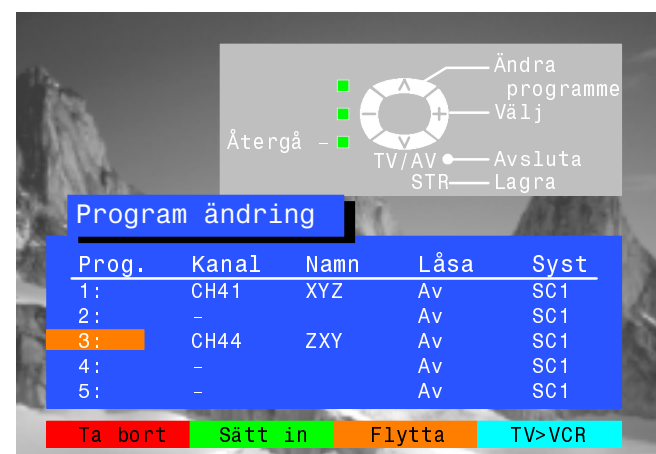 Ändra
programme
Välj
Återgå –
TV/AV
Avsluta
STR
Lagra
Program ändring
Prog. Kanal Namn Låsa Syst
1: CH41 XYZ Av SC1
2: – Av SC1
3: CH44 ZXY Av SC1
4: – Av SC1
5: – Av SC1
Ta bort Sätt in Flytta TV>VCR